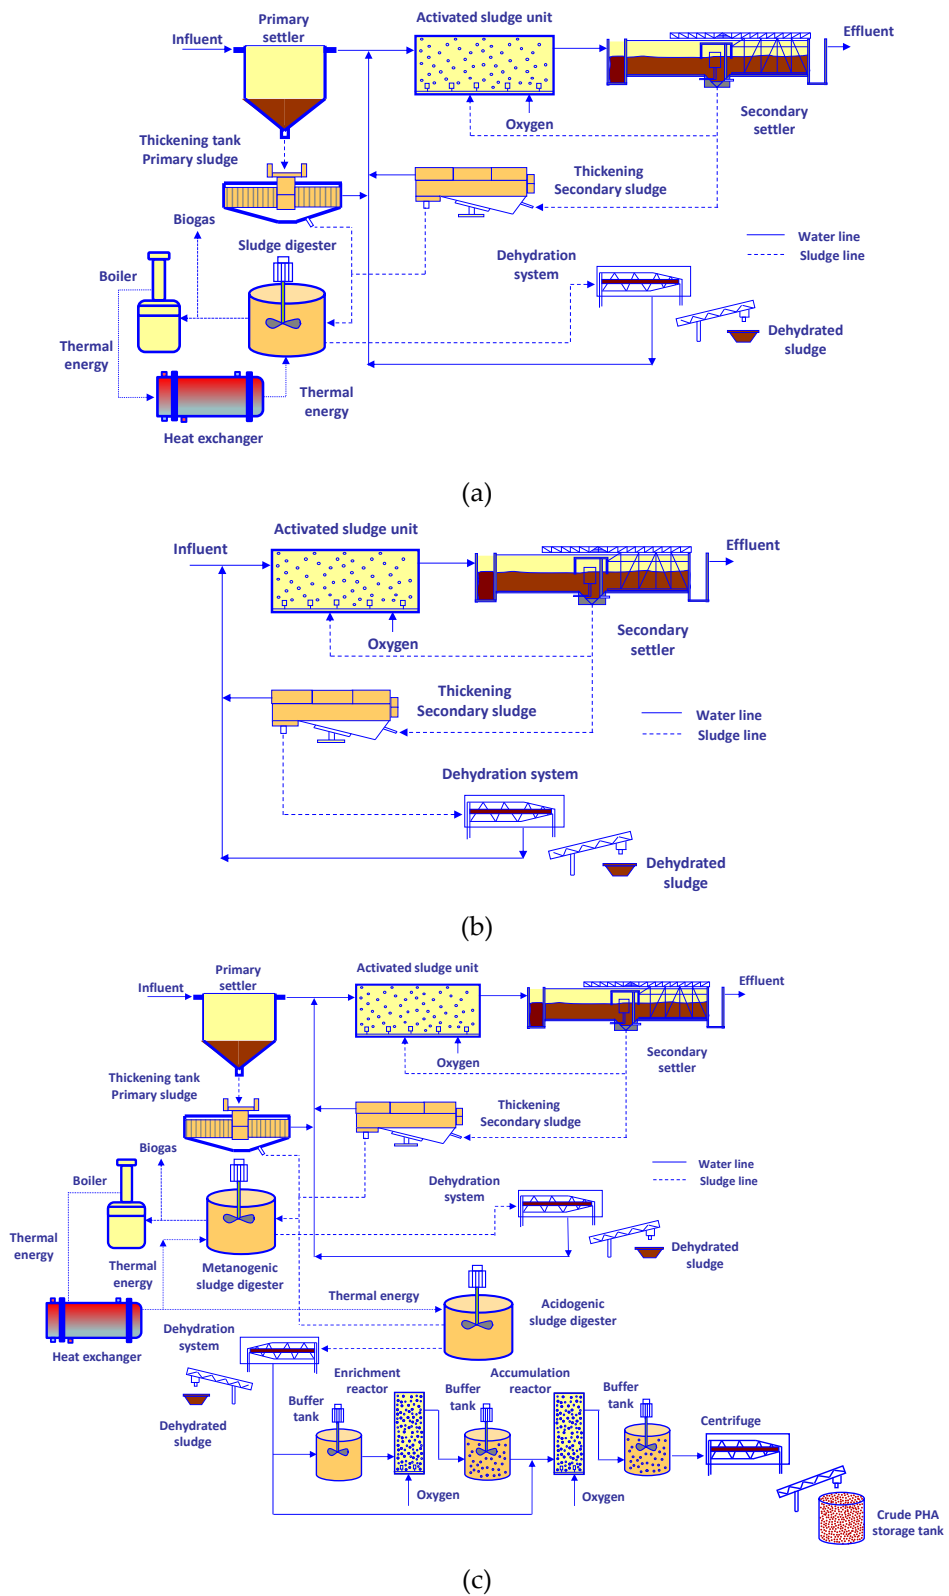 Primary
settler
Activated sludge unit
Influent
Effluent
Oxygen
Secondary
settler
Thickening tank
Primary sludge
Thickening
Secondary sludge
Biogas
Sludge digester
Dehydration
system
Water line
Sludge line
Boiler
Thermal
energy
Dehydrated
sludge
Thermal
energy
Heat exchanger
(a)
Activated sludge unit
Influent
Effluent
Oxygen
Secondary
settler
Thickening
Secondary sludge
Water line
Sludge line
Dehydration system
Dehydrated
sludge
(b)
Primary
settler
Activated sludge unit
Influent
Effluent
Oxygen
Secondary
settler
Thickening tank
Primary sludge
Thickening
Secondary sludge
Biogas
Water line
Sludge line
Boiler
Dehydration
system
Thermal
energy
Thermal
energy
Metanogenic
sludge digester
Dehydrated
sludge
Thermal energy
Acidogenic
sludge digester
Heat exchanger
Dehydration
system
Dehydrated
sludge
Enrichment
reactor
Accumulation
reactor
Buffer
tank
Buffer
tank
Buffer
tank
Centrifuge
Oxygen
Oxygen
Crude PHA
storage tank
(c)